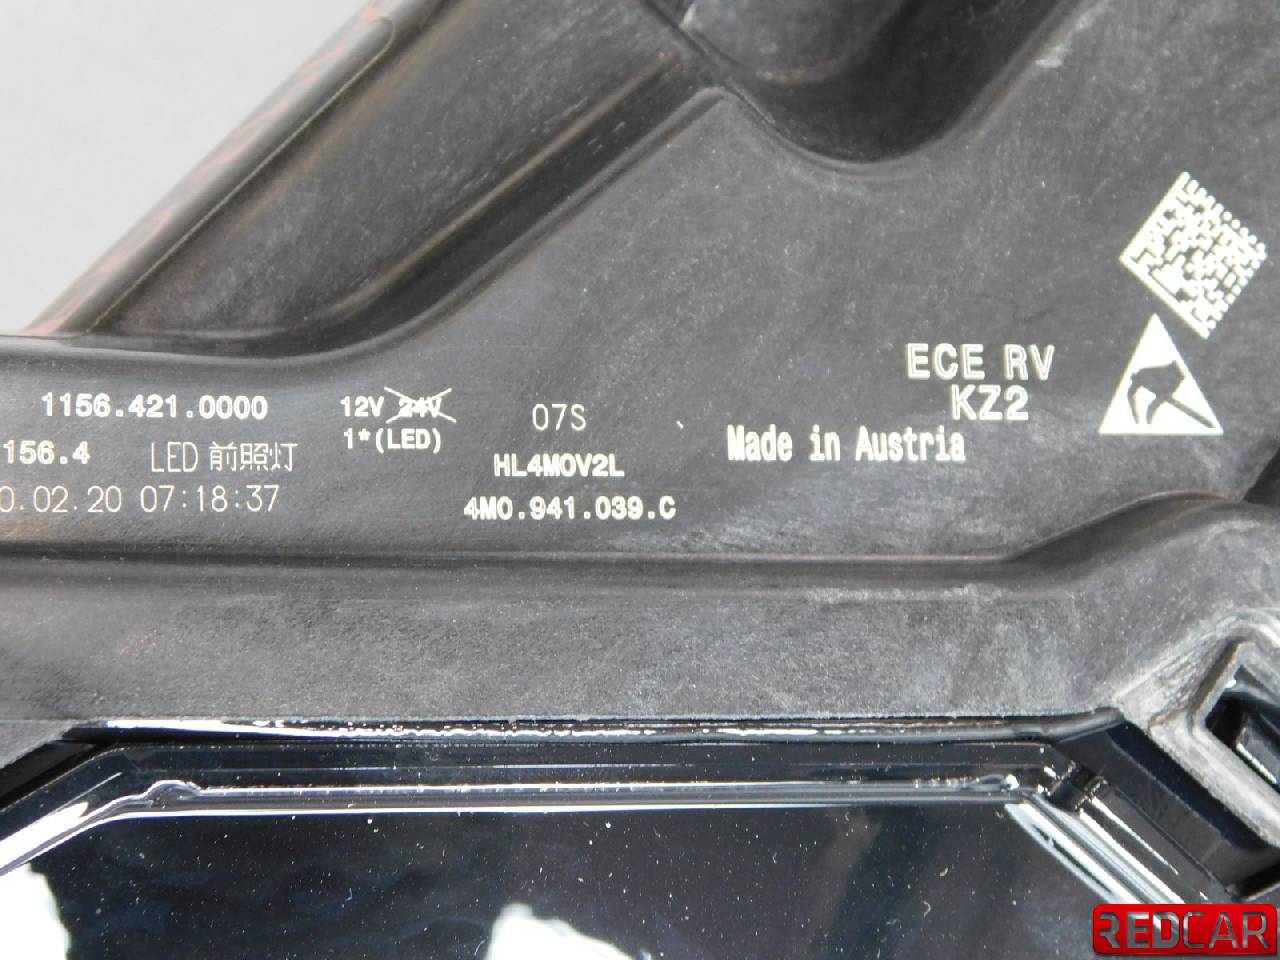 1156.421.0000
156.4 LED 前照灯
0.02.20 07:18:37
12V 24V
1*(LED)
07S
HL4M0V2L
4M0.941.039.C
Made in Austria
ECE RV
KZ2
REDCAR